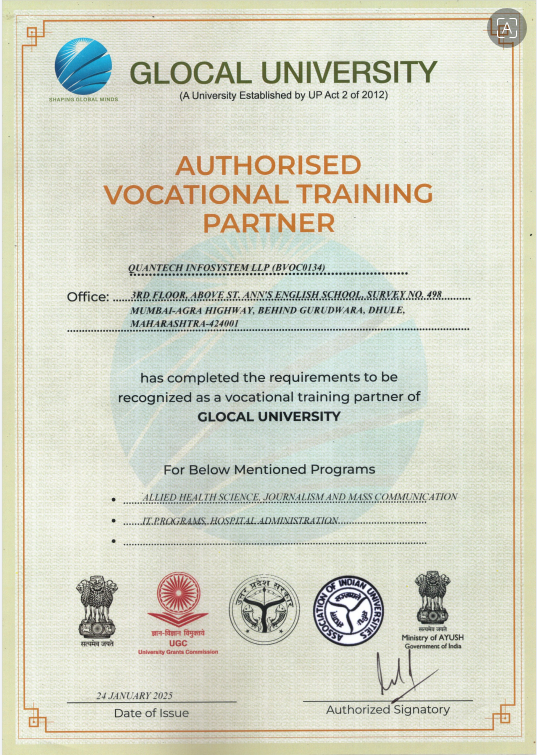 A
GLOCAL UNIVERSITY
SHAPING GLOBAL MINDS
(A University Established by UP Act 2 of 2012)
AUTHORISED
VOCATIONAL TRAINING
PARTNER
QUANTECH INFOSYSTEM LLP (BVOC0134)
Office: 3RD FLOOR, ABOVE ST. ANN'S ENGLISH SCHOOL, SURVEY NO. 498
MUMBAI-AGRA HIGHWAY, BEHIND GURUDWARA, DHULE,
MAHARASHTRA-424001
has completed the requirements to be
recognized as a vocational training partner of
GLOCAL UNIVERSITY
For Below Mentioned Programs
ALLIED HEALTH SCIENCE, JOURNALISM AND MASS COMMUNICATION
IT PROGRAMS, HOSPITAL ADMINISTRATION
सत्यमेव जयते
ज्ञान-विज्ञान विमुक्तये
UGC
University Grants Commission
उत्तर प्रदेश सरकार
ASSOCIATION OF INDIAN UNIVERSITIES
सत्यमेव जयते
Ministry of AYUSH
Government of India
24 JANUARY 2025
Date of Issue
Authorized Signatory